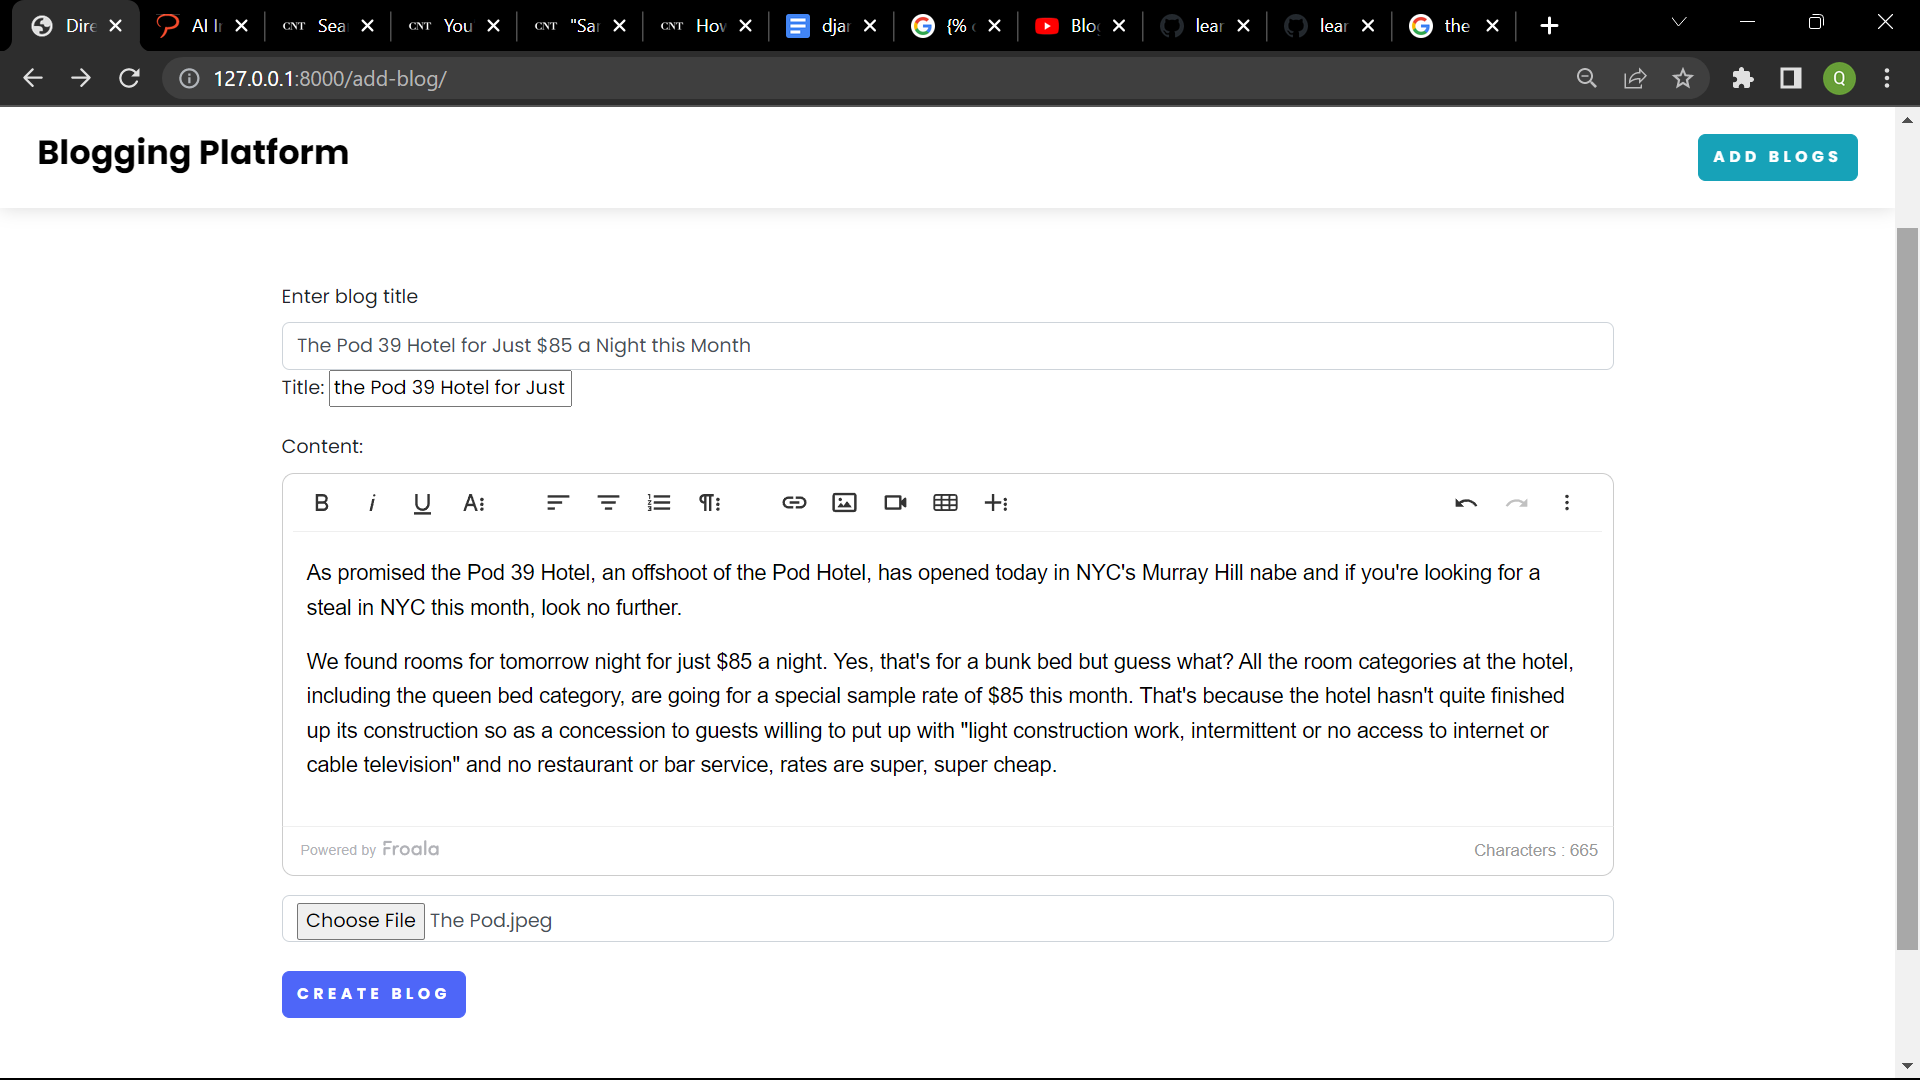 Dire
AI I
CNT Sea
CNT You
CNT "Sa
CNT Hov
djar
{%
Blo
lear
lear
the
127.0.0.1:8000/add-blog/
Q
Blogging Platform
ADD BLOGS
Enter blog title
The Pod 39 Hotel for Just $85 a Night this Month
Title: the Pod 39 Hotel for Just
Content:
As promised the Pod 39 Hotel, an offshoot of the Pod Hotel, has opened today in NYC's Murray Hill nabe and if you're looking for a
steal in NYC this month, look no further.
We found rooms for tomorrow night for just $85 a night. Yes, that's for a bunk bed but guess what? All the room categories at the hotel,
including the queen bed category, are going for a special sample rate of $85 this month. That's because the hotel hasn't quite finished
up its construction so as a concession to guests willing to put up with "light construction work, intermittent or no access to internet or
cable television" and no restaurant or bar service, rates are super, super cheap.
Powered by Froala
Characters : 665
Choose File The Pod.jpeg
CREATE BLOG